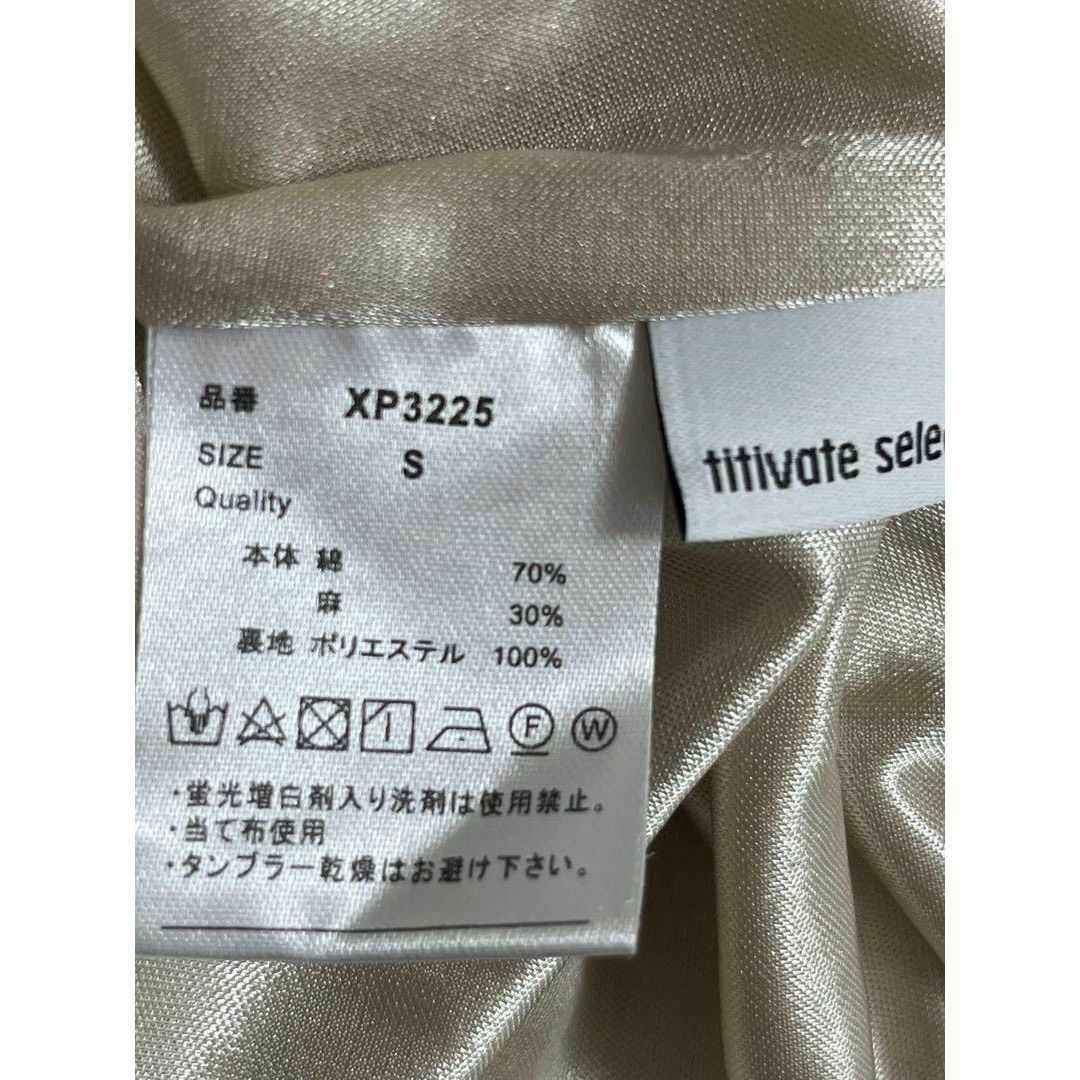 品番 XP3225
SIZE S
Quality
本体 綿 70%
麻 30%
裏地 ポリエステル 100%
F W
・蛍光増白剤入り洗剤は使用禁止。
・当て布使用
・タンブラー乾燥はお避け下さい。
titivate sele